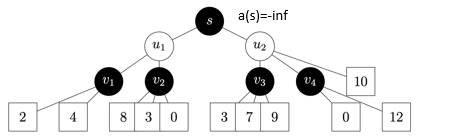 s a(s)=-inf
u₁ u₂
v₁ v₂ v₃ v₄ 10
2 4 8 3 0 3 7 9 0 12